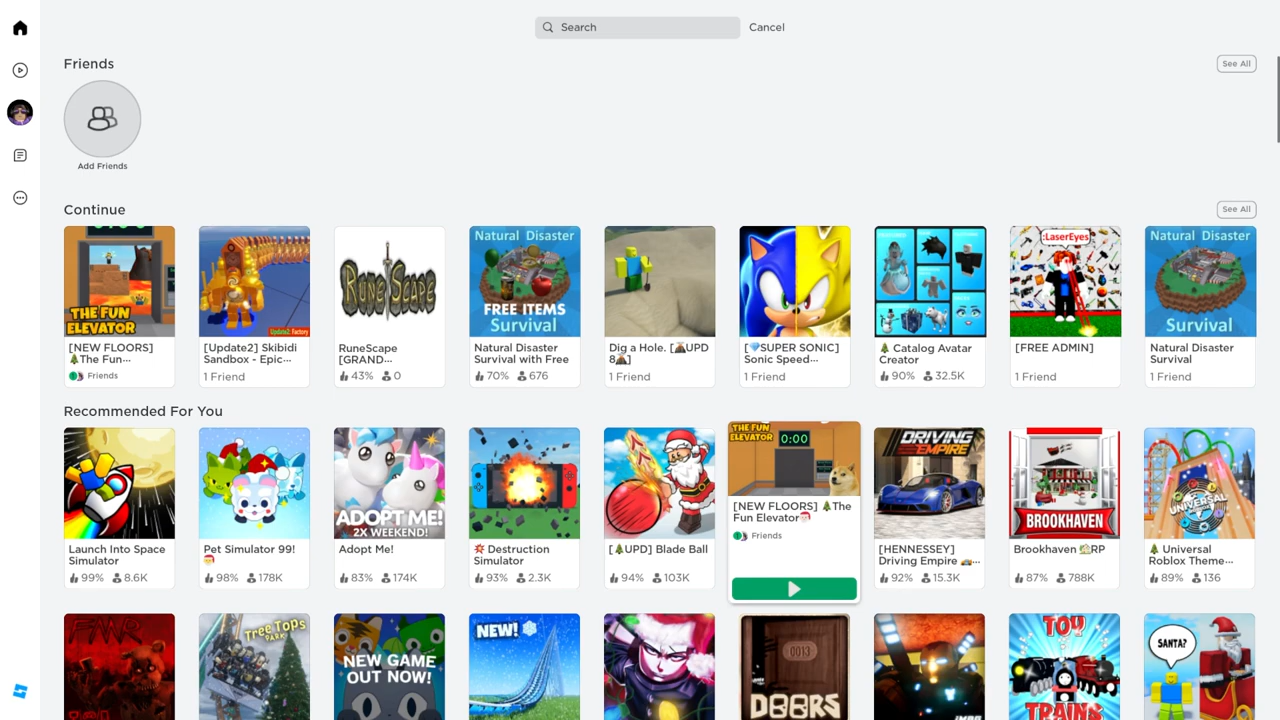 Search
Cancel
Friends
See All
Add Friends
Continue
See All
0:00
THE FUN
ELEVATOR
[NEW FLOORS]
🎄The Fun...
Friends
Update2: Factory
[Update2] Skibidi
Sandbox - Epic...
1 Friend
RUNESCAPE
RuneScape
[GRAND...
43%
0
Natural Disaster
FREE ITEMS
Survival
Natural Disaster
Survival with Free
70%
676
Dig a Hole. [🌋UPD
8🌋]
1 Friend
[💎SUPER SONIC]
Sonic Speed...
1 Friend
🎄 Catalog Avatar
Creator
90%
32.5K
:LaserEyes
[FREE ADMIN]
1 Friend
Natural Disaster
Survival
Natural Disaster
Survival
1 Friend
Recommended For You
Launch Into Space
Simulator
99%
8.6K
Pet Simulator 99!
🎅
98%
178K
ADOPT ME!
2X WEEKEND!
Adopt Me!
83%
174K
💥 Destruction
Simulator
93%
2.3K
[🎄UPD] Blade Ball
94%
103K
THE FUN
ELEVATOR
0:00
[NEW FLOORS] 🎄The
Fun Elevator🎅
Friends
DRIVING
EMPIRE
[HENNESSEY]
Driving Empire 🚗...
92%
15.3K
BROOKHAVEN
Brookhaven 🏡RP
87%
788K
UNIVERSAL
🎄 Universal
Roblox Theme...
89%
136
FMR
Tree Tops
PARK
NEW GAME
OUT NOW!
NEW!
0013
DOORS
TOY
TRAINS
SANTA?